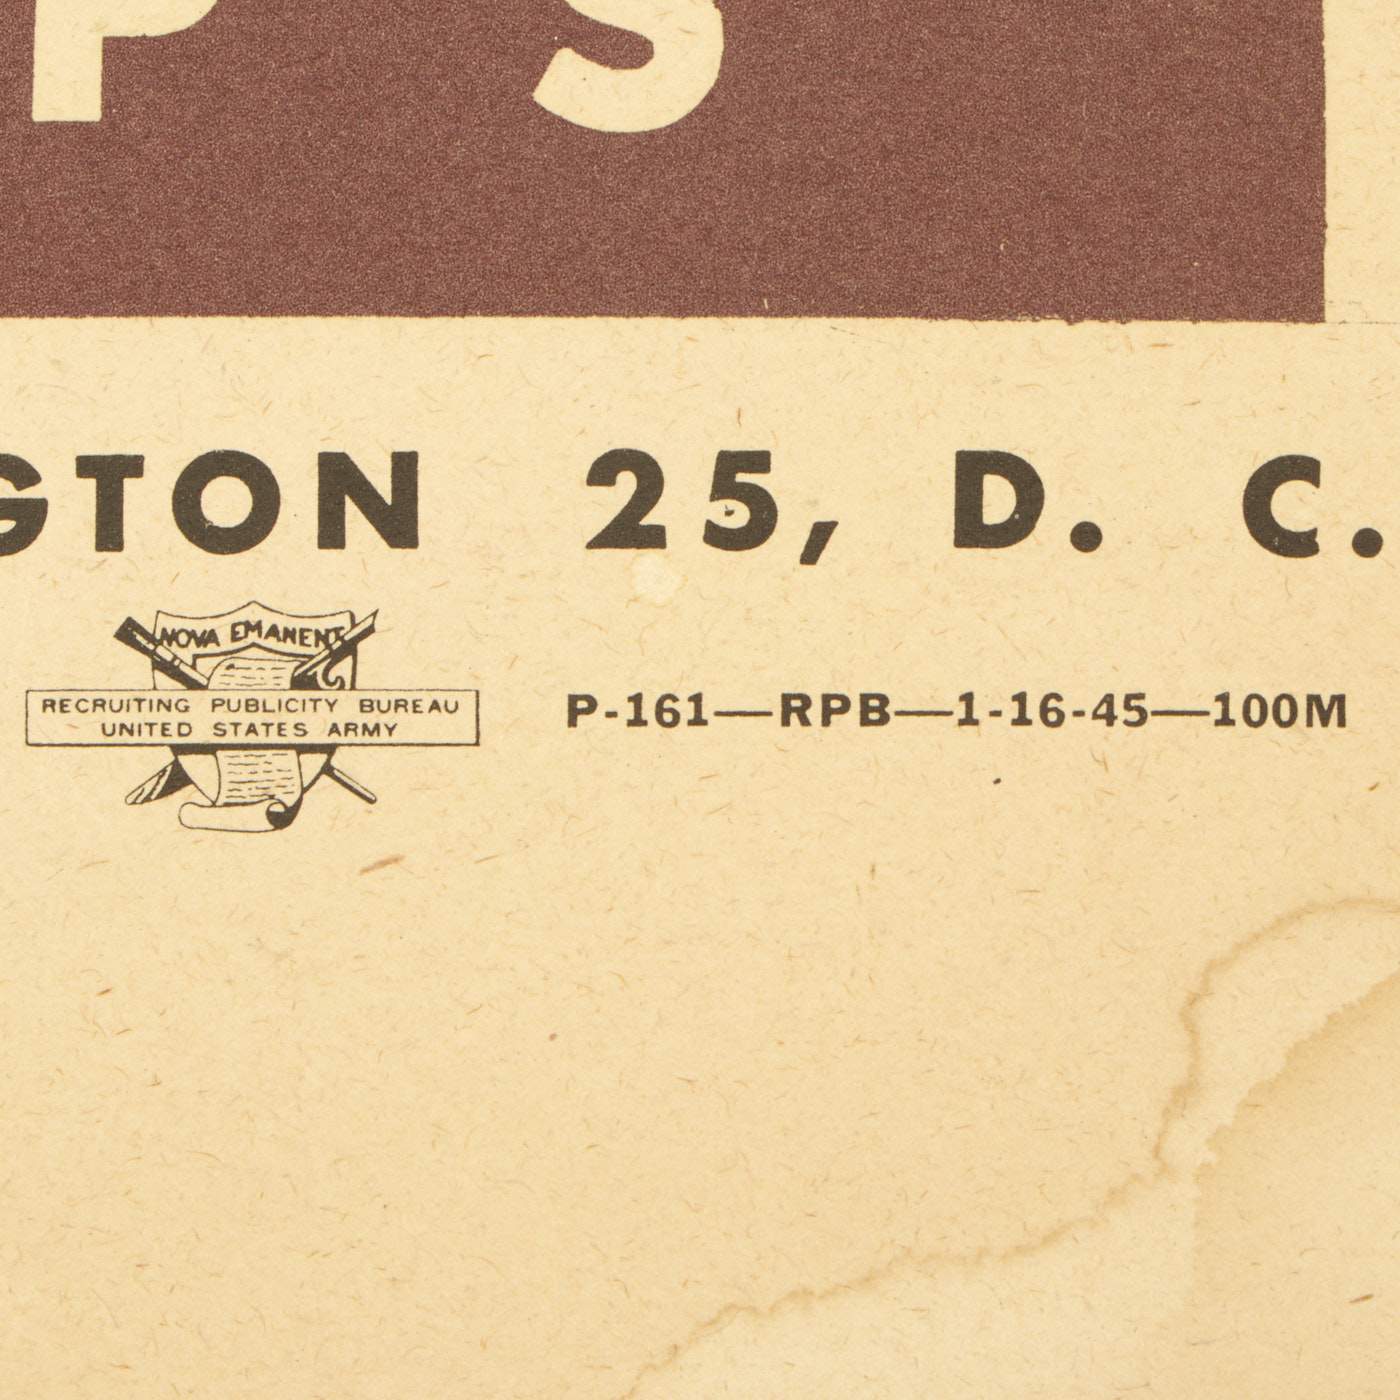 P S
GTON 25, D. C.
NOVA EMANENT
RECRUITING PUBLICITY BUREAU
UNITED STATES ARMY
P-161—RPB—1-16-45—100M